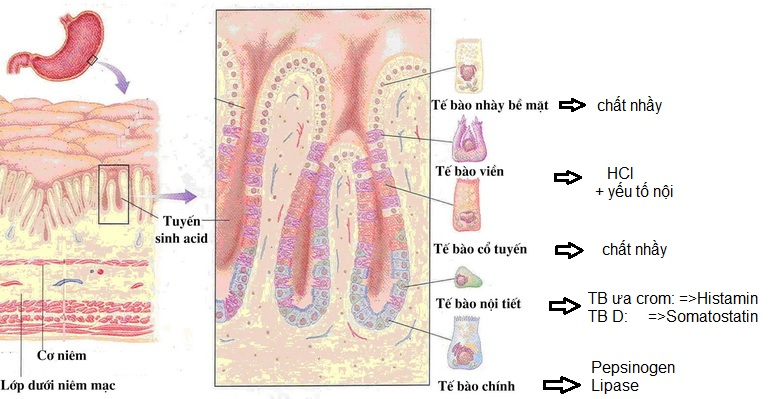 Tế bào nhày bề mặt
chất nhầy
Tế bào viền
HCl
+ yếu tố nội
Tuyến
sinh acid
Tế bào cổ tuyến
chất nhầy
Tế bào nội tiết
TB ưa crom: =>Histamin
TB D: =>Somatostatin
Cơ niêm
Lớp dưới niêm mạc
Tế bào chính
Pepsinogen
Lipase